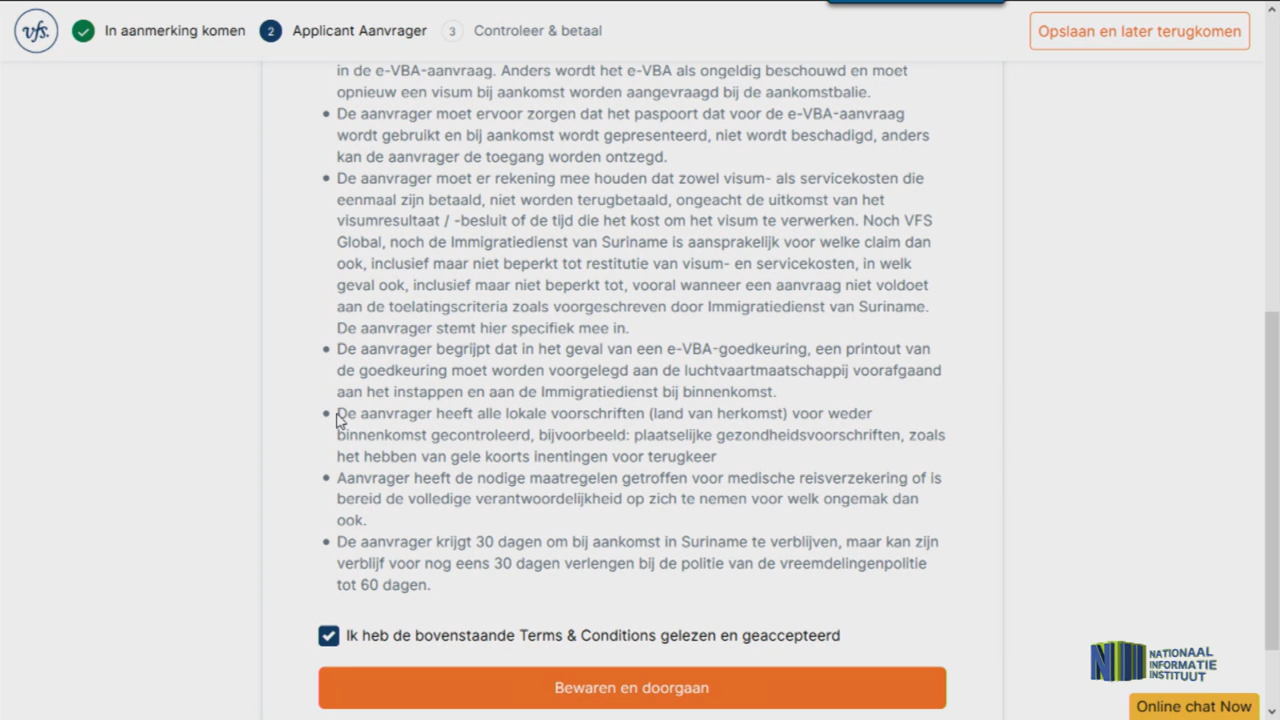 vfs. In aanmerking komen 2 Applicant Aanvrager 3 Controleer & betaal Opslaan en later terugkomen
in de e-VBA-aanvraag. Anders wordt het e-VBA als ongeldig beschouwd en moet
opnieuw een visum bij aankomst worden aangevraagd bij de aankomstbalie.
• De aanvrager moet ervoor zorgen dat het paspoort dat voor de e-VBA-aanvraag
wordt gebruikt en bij aankomst wordt gepresenteerd, niet wordt beschadigd, anders
kan de aanvrager de toegang worden ontzegd.
• De aanvrager moet er rekening mee houden dat zowel visum- als servicekosten die
eenmaal zijn betaald, niet worden terugbetaald, ongeacht de uitkomst van het
visumresultaat / -besluit of de tijd die het kost om het visum te verwerken. Noch VFS
Global, noch de Immigratiedienst van Suriname is aansprakelijk voor welke claim dan
ook, inclusief maar niet beperkt tot restitutie van visum- en servicekosten, in welk
geval ook, inclusief maar niet beperkt tot, vooral wanneer een aanvraag niet voldoet
aan de toelatingscriteria zoals voorgeschreven door Immigratiedienst van Suriname.
De aanvrager stemt hier specifiek mee in.
• De aanvrager begrijpt dat in het geval van een e-VBA-goedkeuring, een printout van
de goedkeuring moet worden voorgelegd aan de luchtvaartmaatschappij voorafgaand
aan het instappen en aan de Immigratiedienst bij binnenkomst.
• De aanvrager heeft alle lokale voorschriften (land van herkomst) voor weder
binnenkomst gecontroleerd, bijvoorbeeld: plaatselijke gezondheidsvoorschriften, zoals
het hebben van gele koorts inentingen voor terugkeer
• Aanvrager heeft de nodige maatregelen getroffen voor medische reisverzekering of is
bereid de volledige verantwoordelijkheid op zich te nemen voor welk ongemak dan
ook.
• De aanvrager krijgt 30 dagen om bij aankomst in Suriname te verblijven, maar kan zijn
verblijf voor nog eens 30 dagen verlengen bij de politie van de vreemdelingenpolitie
tot 60 dagen.
Ik heb de bovenstaande Terms & Conditions gelezen en geaccepteerd
Bewaren en doorgaan
NII NATIONAAL
INFORMATIE
INSTITUUT
Online chat Now